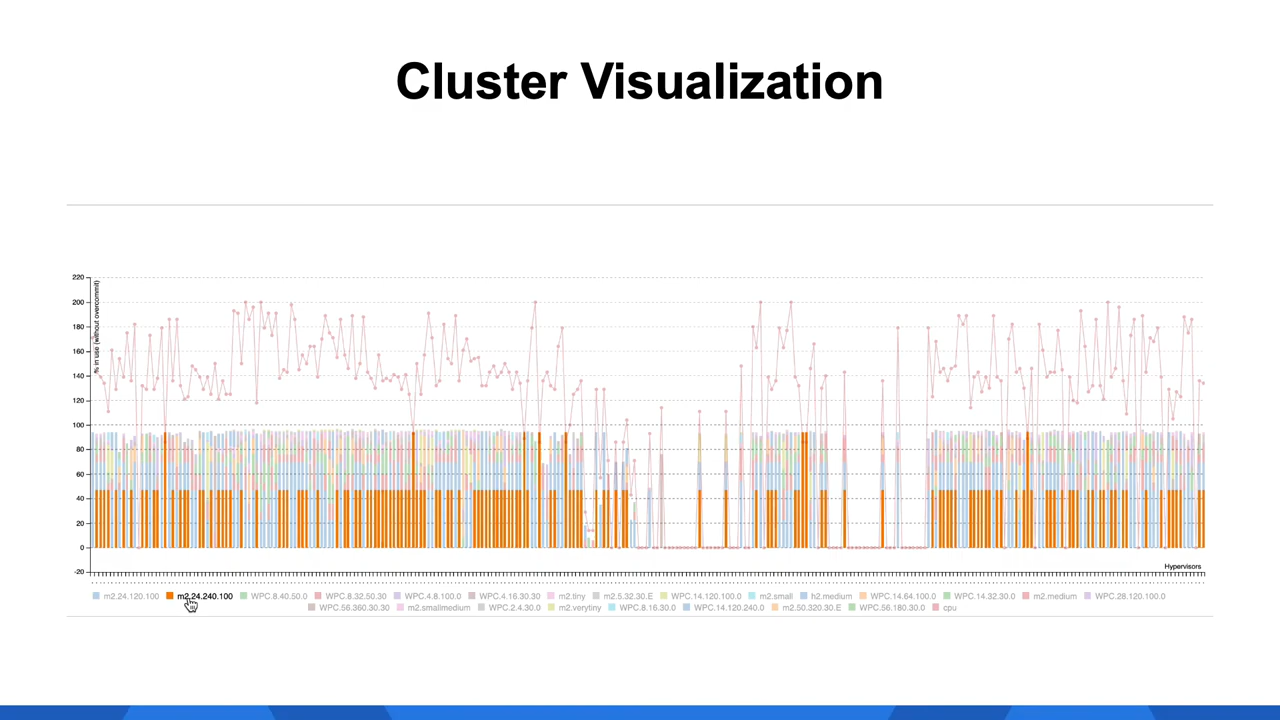 Cluster Visualization
220
200
180
160
140
120
100
80
60
40
20
0
-20
% in use (without overcommit)
Hypervisors
m2.24.120.100 m2.24.240.100 WPC.8.40.50.0 WPC.8.32.50.30 WPC.4.8.100.0 WPC.4.16.30.30 m2.tiny m2.5.32.30.E WPC.14.120.100.0 m2.small h2.medium WPC.14.64.100.0 WPC.14.32.30.0 m2.medium WPC.28.120.100.0
WPC.56.360.30.30 m2.smallmedium WPC.2.4.30.0 m2.verytiny WPC.8.16.30.0 WPC.14.120.240.0 m2.50.320.30.E WPC.56.180.30.0 cpu